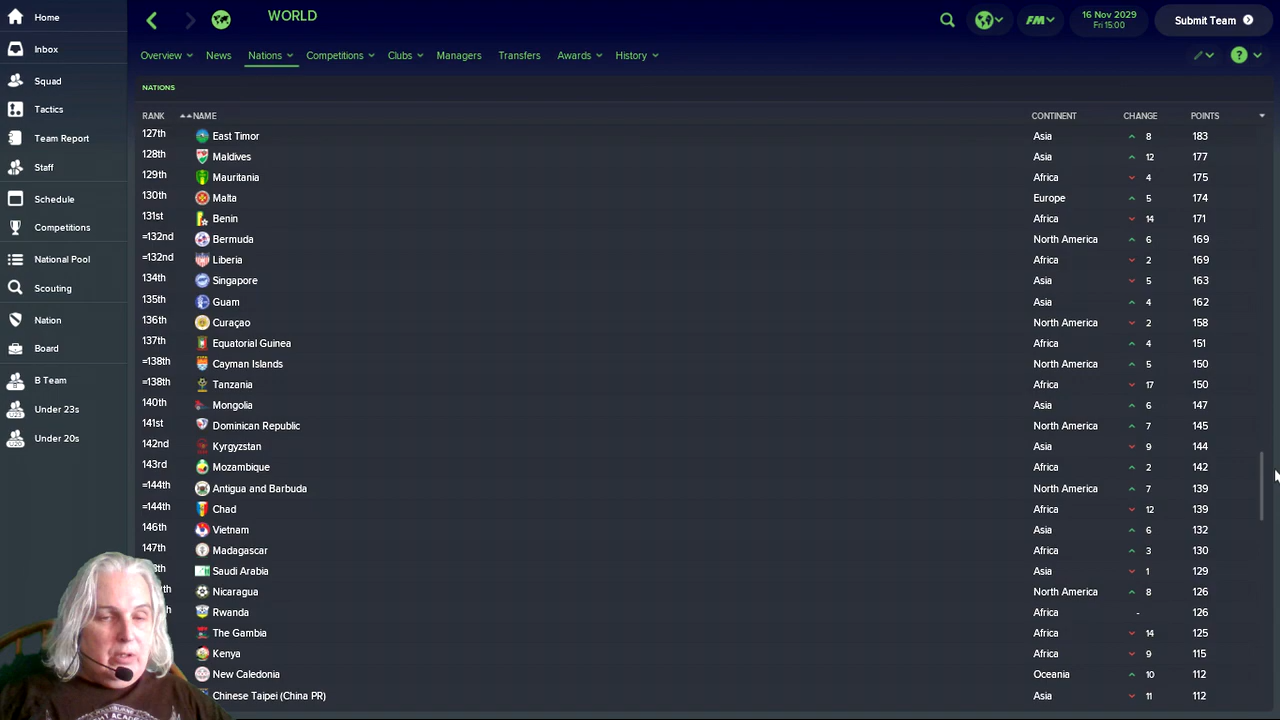 WORLD
16 Nov 2029
Fri 15:00
Submit Team
FM
Home
Inbox
Squad
Tactics
Team Report
Staff
Schedule
Competitions
National Pool
Scouting
Nation
Board
B Team
Under 23s
Under 20s
Overview News Nations Competitions Clubs Managers Transfers Awards History
NATIONS
RANK NAME CONTINENT CHANGE POINTS
127th East Timor Asia 8 183
128th Maldives Asia 12 177
129th Mauritania Africa 4 175
130th Malta Europe 5 174
131st Benin Africa 14 171
=132nd Bermuda North America 6 169
=132nd Liberia Africa 2 169
134th Singapore Asia 5 163
135th Guam Asia 4 162
136th Curaçao North America 2 158
137th Equatorial Guinea Africa 4 151
=138th Cayman Islands North America 5 150
=138th Tanzania Africa 17 150
140th Mongolia Asia 6 147
141st Dominican Republic North America 7 145
142nd Kyrgyzstan Asia 9 144
143rd Mozambique Africa 2 142
=144th Antigua and Barbuda North America 7 139
=144th Chad Africa 12 139
146th Vietnam Asia 6 132
147th Madagascar Africa 3 130
Saudi Arabia Asia 1 129
Nicaragua North America 8 126
Rwanda Africa - 126
The Gambia Africa 14 125
Kenya Africa 9 115
New Caledonia Oceania 10 112
Chinese Taipei (China PR) Asia 11 112